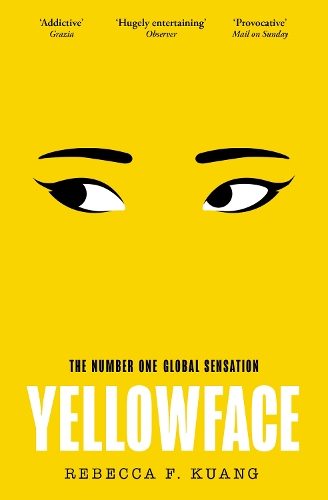 'Addictive' 'Hugely entertaining' 'Provocative'
Grazia Observer Mail on Sunday
THE NUMBER ONE GLOBAL SENSATION
YELLOWFACE
REBECCA F. KUANG